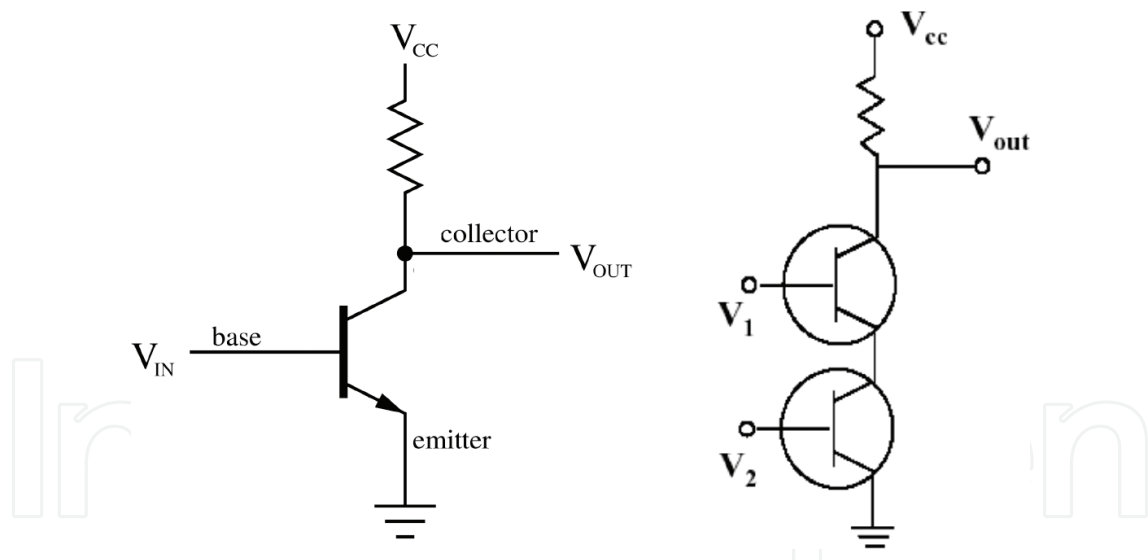 V_CC
collector
V_OUT
base
V_IN
emitter
V_cc
V_out
V_1
V_2